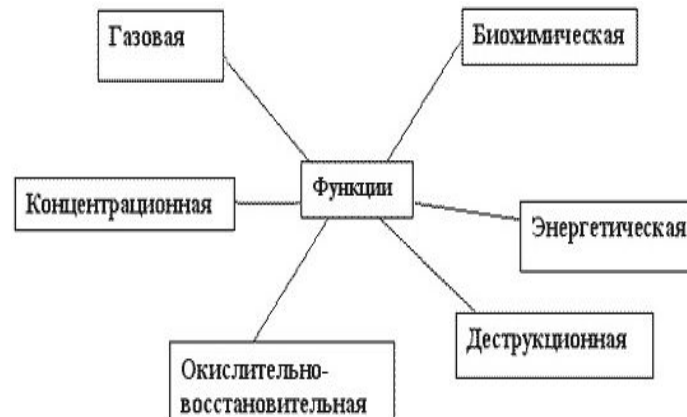 Газовая
Биохимическая
Функции
Концентрационная
Энергетическая
Деструкционная
Окислительно-
восстановительная